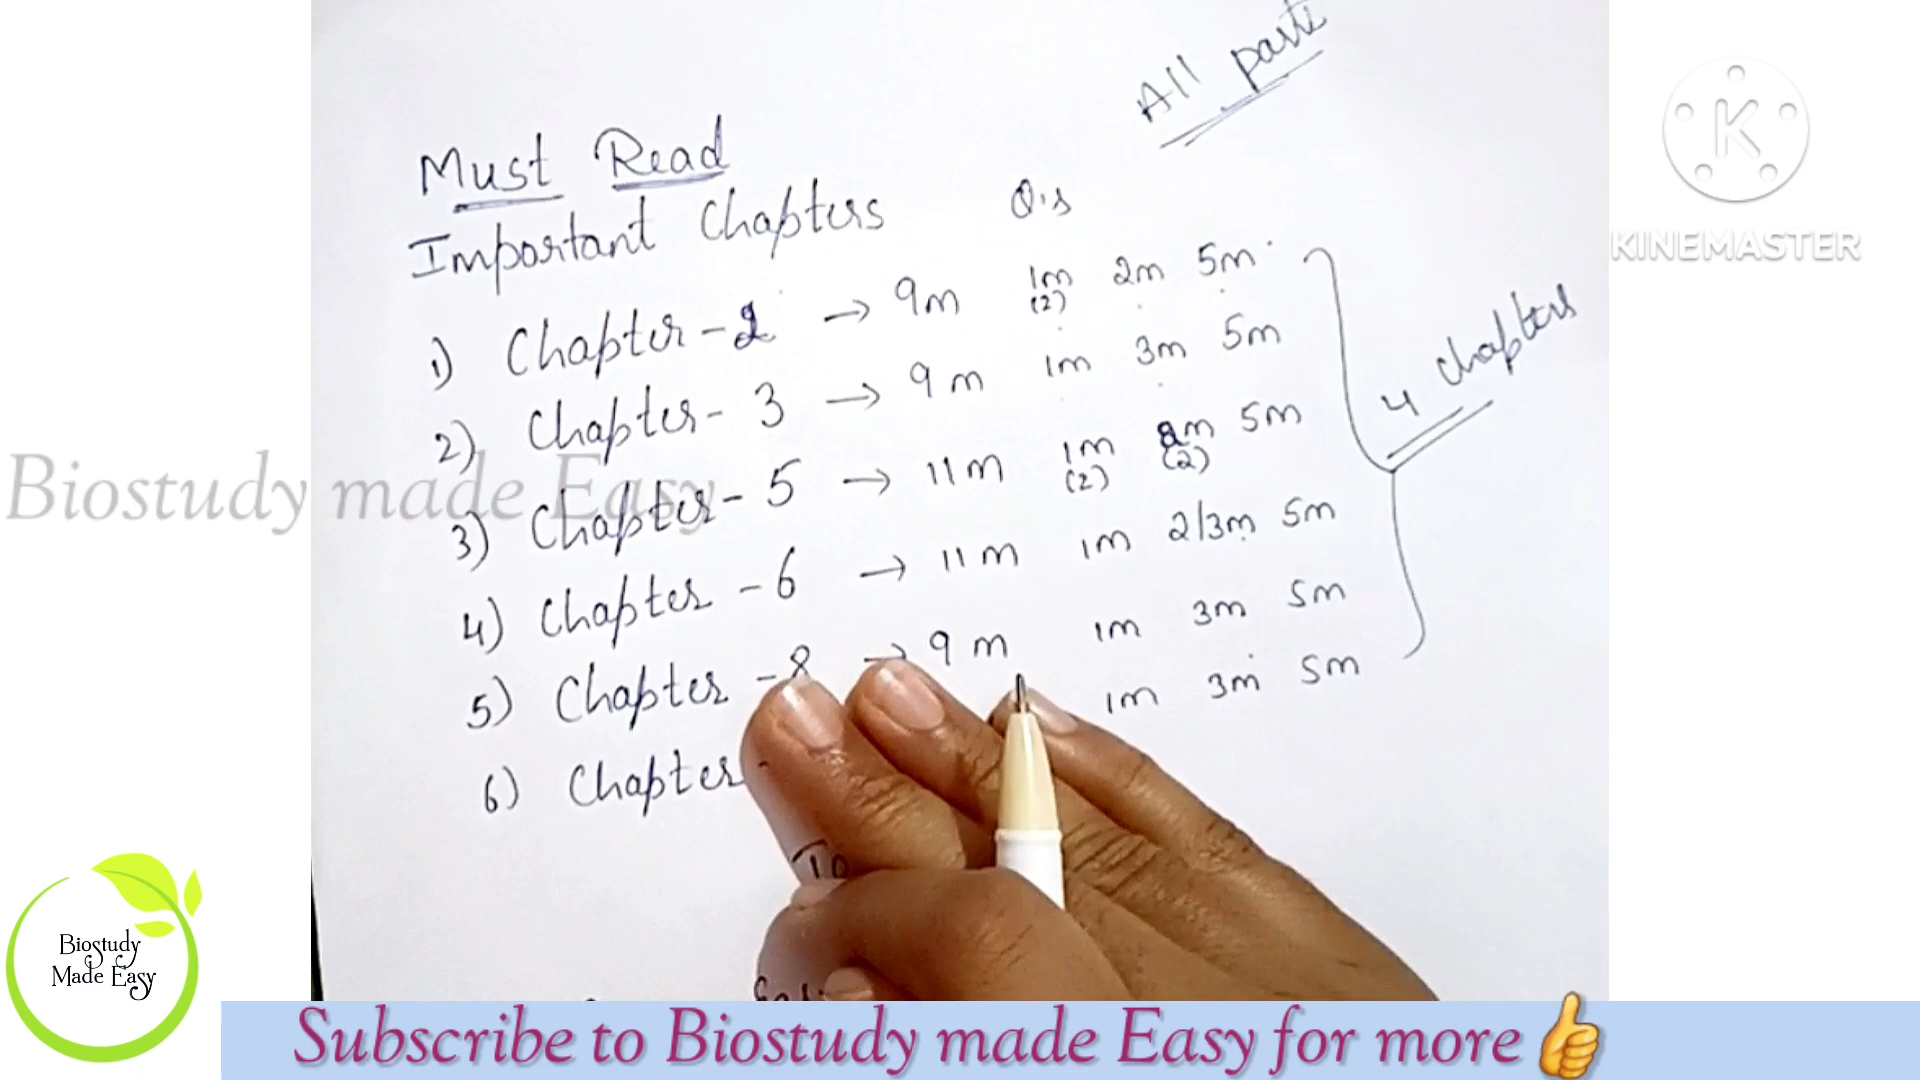 All parts
Must Read
Important Chapters Q.s
1) Chapter - 2 → 9m 1m (2) 2m 5m
2) Chapter - 3 → 9m 1m 3m 5m
3) Chapter - 5 → 11m 1m (2) 2m (2) 5m
4) Chapter - 6 → 11m 1m 2/3m 5m
5) Chapter - 8 → 9m 1m 3m 5m
6) Chapter - 1m 3m 5m
4 chapters
To
KINEMASTER
Biostudy made Easy
Biostudy
Made Easy
Subscribe to Biostudy made Easy for more